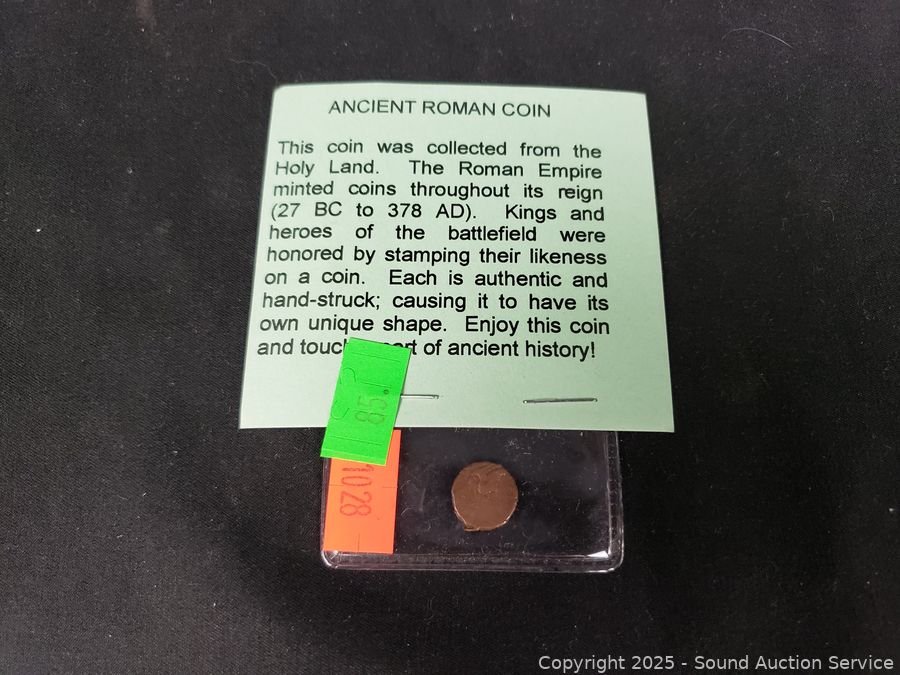 ANCIENT ROMAN COIN
This coin was collected from the
Holy Land. The Roman Empire
minted coins throughout its reign
(27 BC to 378 AD). Kings and
heroes of the battlefield were
honored by stamping their likeness
on a coin. Each is authentic and
hand-struck; causing it to have its
own unique shape. Enjoy this coin
and of ancient history!
85.
1028
Copyright 2025 - Sound Auction Service